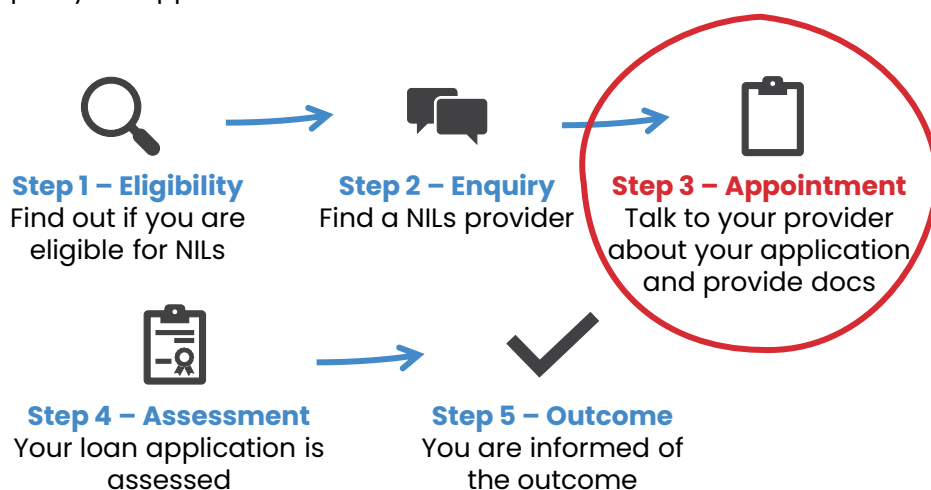 Step 1 – Eligibility
Find out if you are
eligible for NILs
Step 2 – Enquiry
Find a NILs provider
Step 3 – Appointment
Talk to your provider
about your application
and provide docs
Step 4 – Assessment
Your loan application is
assessed
Step 5 – Outcome
You are informed of
the outcome